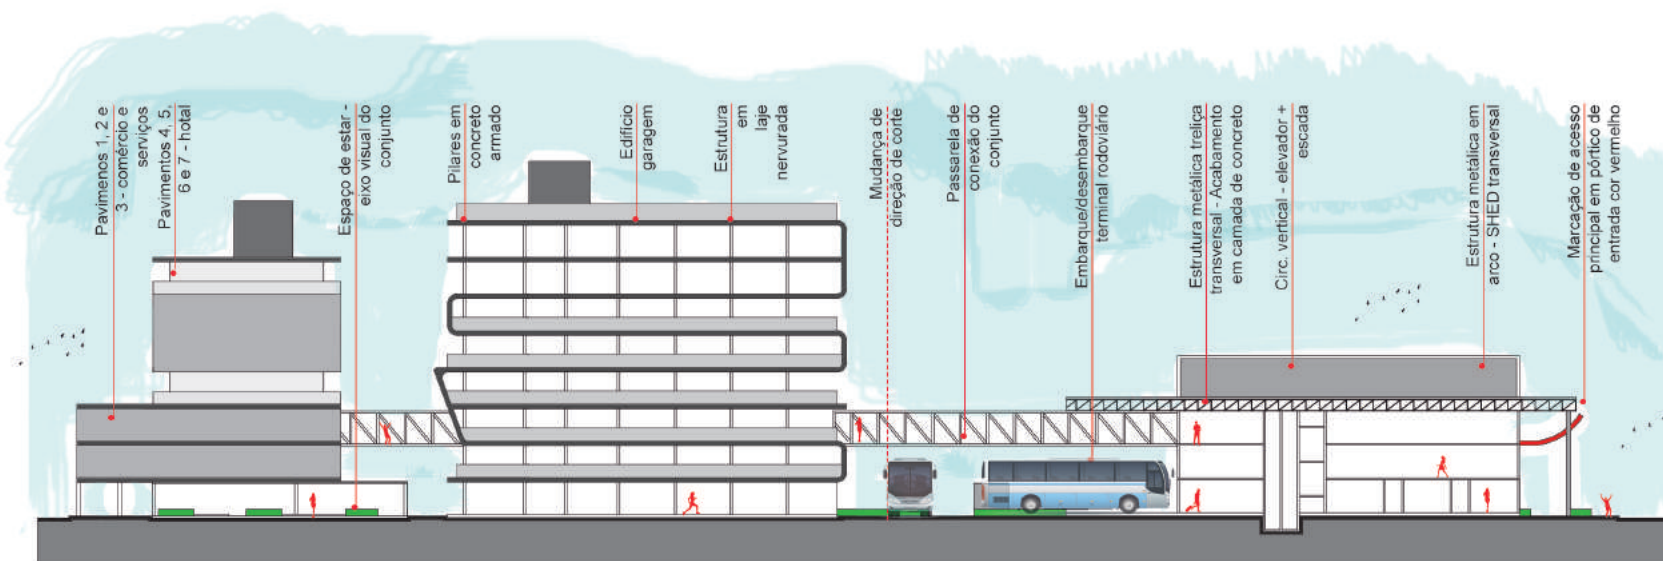 Pavimenos 1, 2 e
3 - comércio e
serviços
Pavimentos 4, 5,
6 e 7 - hotal
Espaço de estar -
eixo visual do
conjunto
Pilares em
concreto
armado
Edifício
garagem
Estrutura
em
laje
nervurada
Mudança de
direção de corte
Passarela de
conexão do
conjunto
Embarque/desembarque
terminal rodoviário
Estrutura metálica treliça
transversal - Acabamento
em camada de concreto
Circ. vertical - elevador +
escada
Estrutura metálica em
arco - SHED transversal
Marcação de acesso
principal em pórtico de
entrada cor vermelho